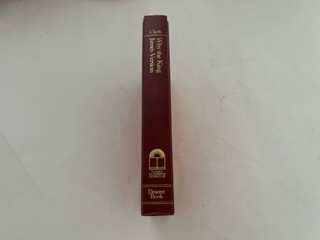 Clark
Why the King
James Version
Deseret
Book